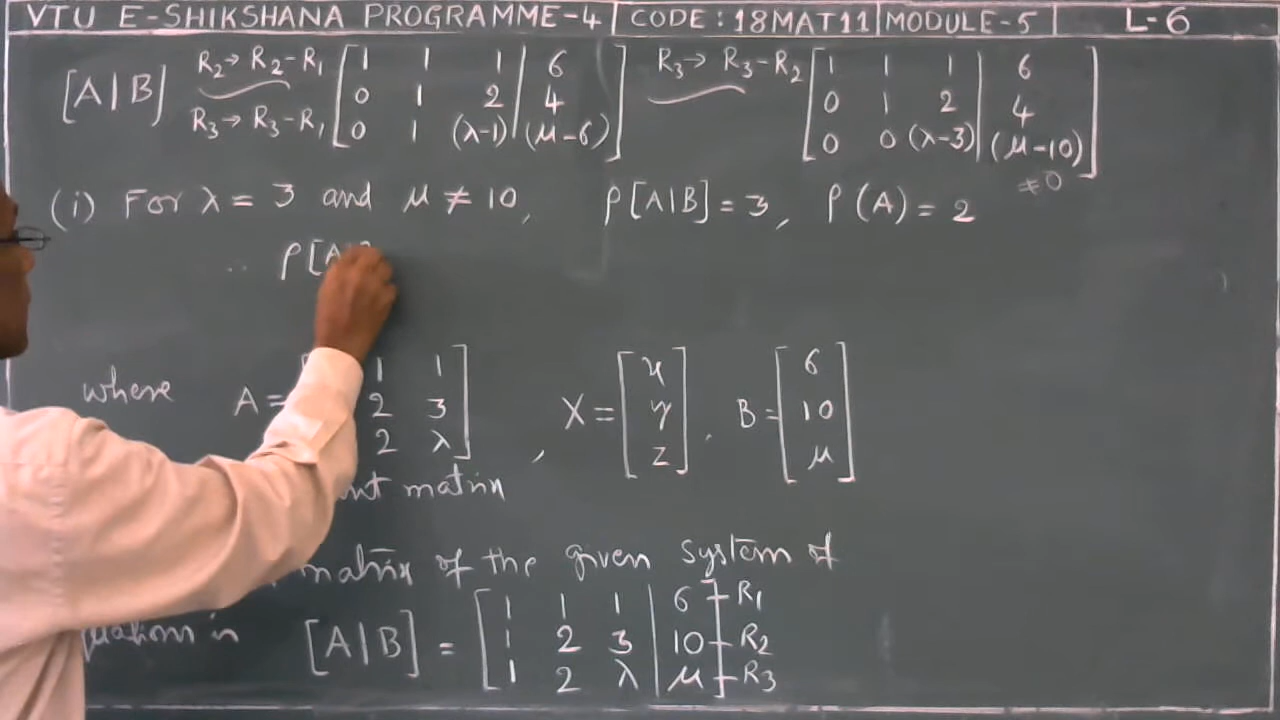 VTU E-SHIKSHANA PROGRAMME-4 | CODE: 18MAT11 | MODULE-5 | L-6
[A|B] R2→ R2-R1 [ 1 1 1 | 6 ] R3→ R3-R2 [ 1 1 1 | 6 ]
0 1 2 | 4 0 1 2 | 4
R3→ R3-R1 0 1 (λ-1) | (μ-6) 0 0 (λ-3) | (μ-10)
≠0
(i) For λ = 3 and μ ≠ 10, ρ[A|B] = 3, ρ(A) = 2
∴ ρ[A|
where A = [ 1 1 ] , X = [ x y z ] , B = [ 6 10 μ ]
2 3
2 λ
matrix
matrix of the given system of
[A|B] = [ 1 1 1 | 6 ] R1
1 2 3 | 10 R2
1 2 λ | μ R3